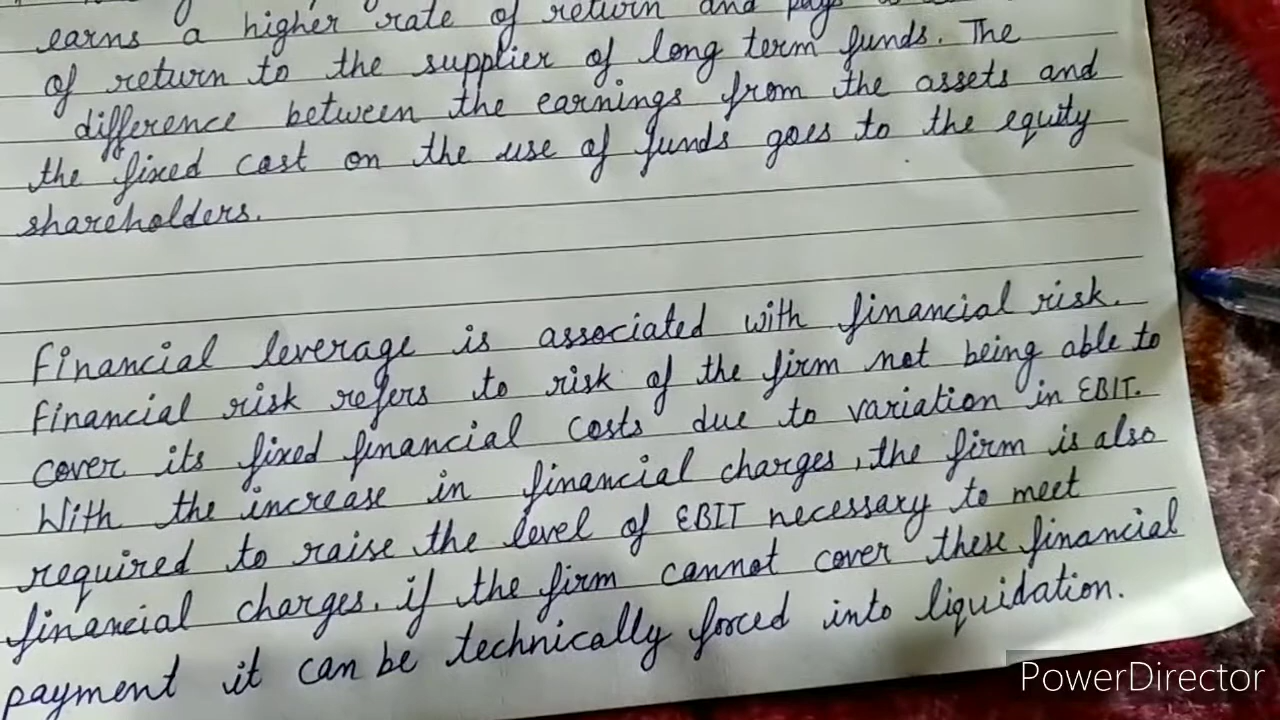 earns a higher rate of return and pays
of return to the supplier of long term funds. The
difference between the earnings from the assets and
the fixed cost on the use of funds goes to the equity
shareholders.
Financial leverage is associated with financial risk.
Financial risk refers to risk of the firm not being able to
cover its fixed financial costs due to variation in EBIT.
With the increase in financial charges, the firm is also
required to raise the level of EBIT necessary to meet
financial charges. if the firm cannot cover these financial
payment it can be technically forced into liquidation.
PowerDirector